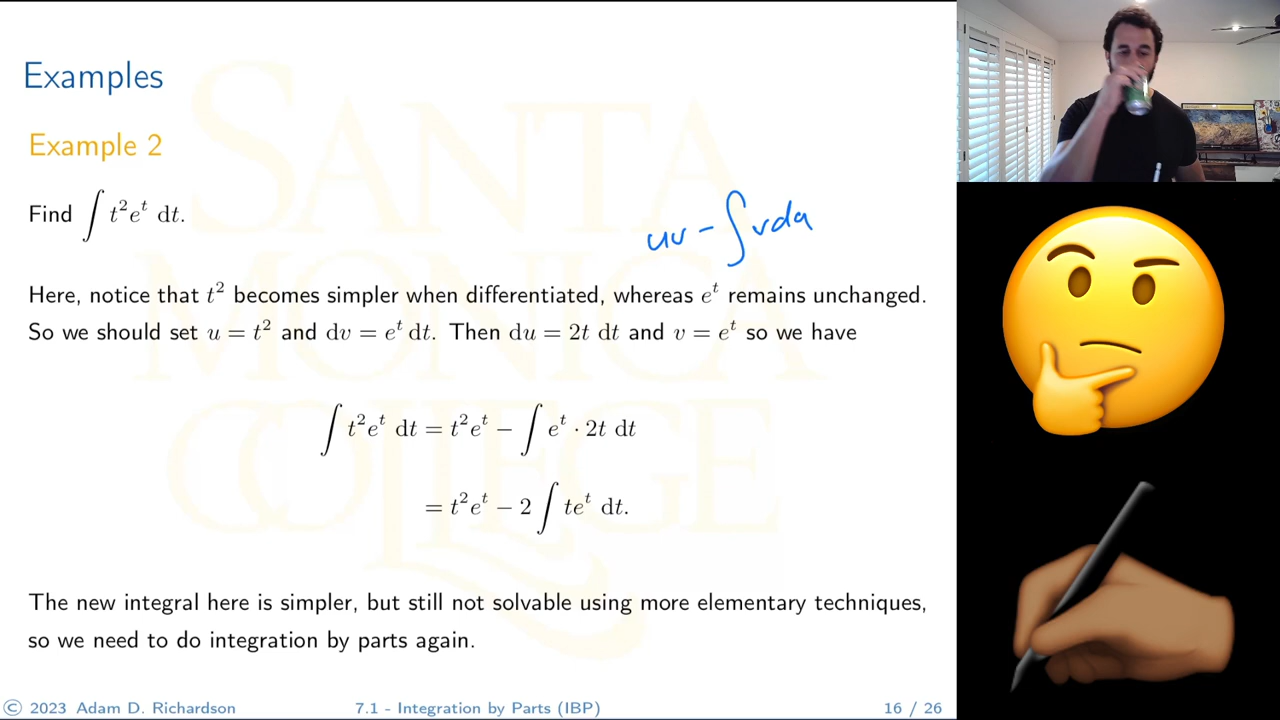 Examples
Example 2
Find ∫ t²eᵗ dt.
uv - ∫ v du
Here, notice that t² becomes simpler when differentiated, whereas eᵗ remains unchanged.
So we should set u = t² and dv = eᵗ dt. Then du = 2t dt and v = eᵗ so we have
∫ t²eᵗ dt = t²eᵗ − ∫ eᵗ · 2t dt
= t²eᵗ − 2 ∫ teᵗ dt.
The new integral here is simpler, but still not solvable using more elementary techniques,
so we need to do integration by parts again.
© 2023 Adam D. Richardson 7.1 - Integration by Parts (IBP) 16 / 26
SANTA
MONICA
COLLEGE